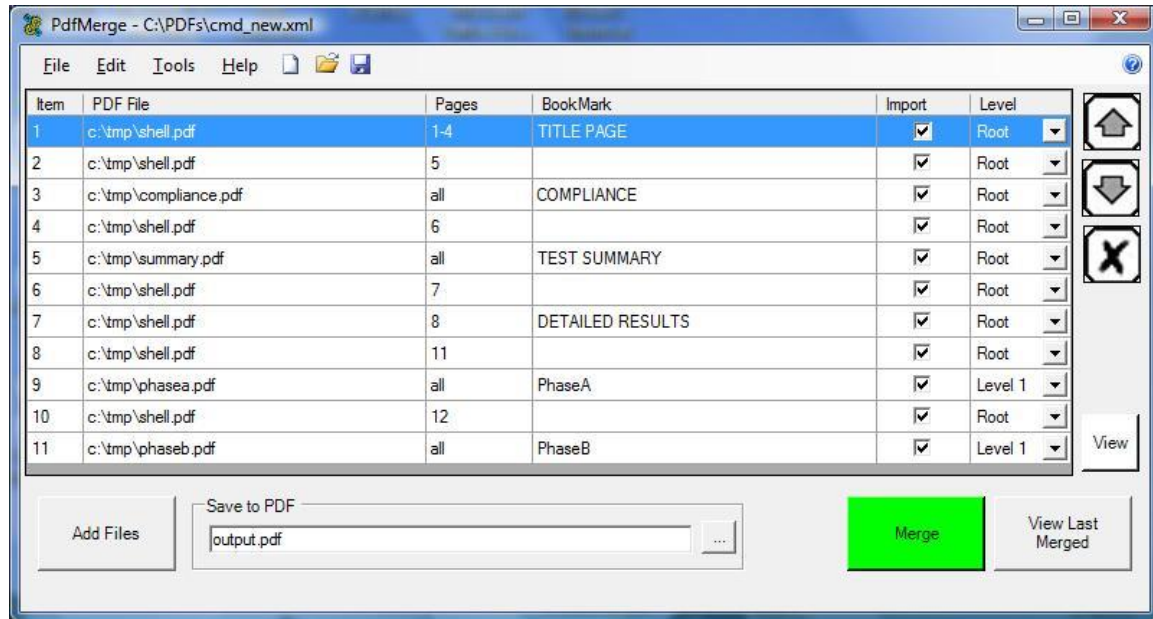 PdfMerge - C:\PDFs\cmd_new.xml
File Edit Tools Help
Item PDF File Pages BookMark Import Level
1 c:\tmp\shell.pdf 1-4 TITLE PAGE Root
2 c:\tmp\shell.pdf 5 Root
3 c:\tmp\compliance.pdf all COMPLIANCE Root
4 c:\tmp\shell.pdf 6 Root
5 c:\tmp\summary.pdf all TEST SUMMARY Root
6 c:\tmp\shell.pdf 7 Root
7 c:\tmp\shell.pdf 8 DETAILED RESULTS Root
8 c:\tmp\shell.pdf 11 Root
9 c:\tmp\phasea.pdf all PhaseA Level 1
10 c:\tmp\shell.pdf 12 Root
11 c:\tmp\phaseb.pdf all PhaseB Level 1
View
Add Files
Save to PDF
output.pdf ...
Merge
View Last
Merged